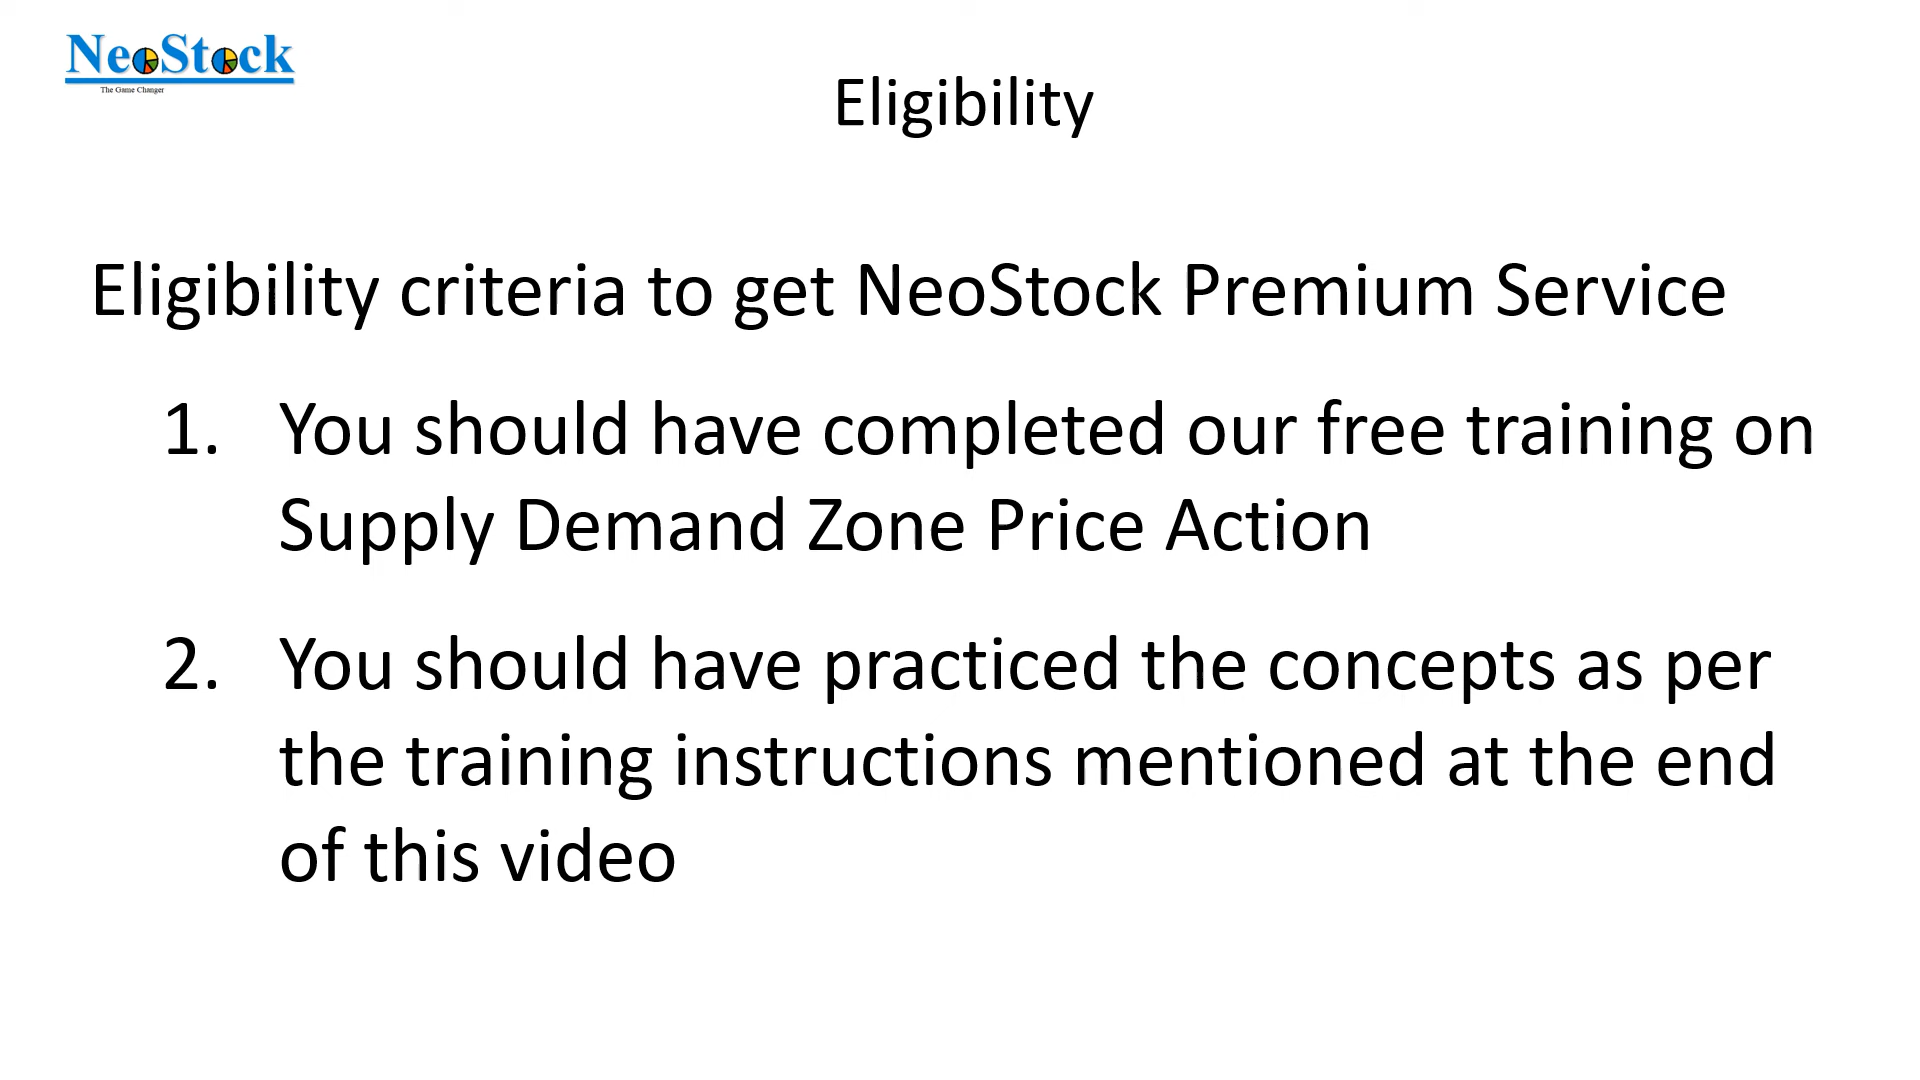 NeoStock
The Game Changer
Eligibility
Eligibility criteria to get NeoStock Premium Service
1. You should have completed our free training on
Supply Demand Zone Price Action
2. You should have practiced the concepts as per
the training instructions mentioned at the end
of this video